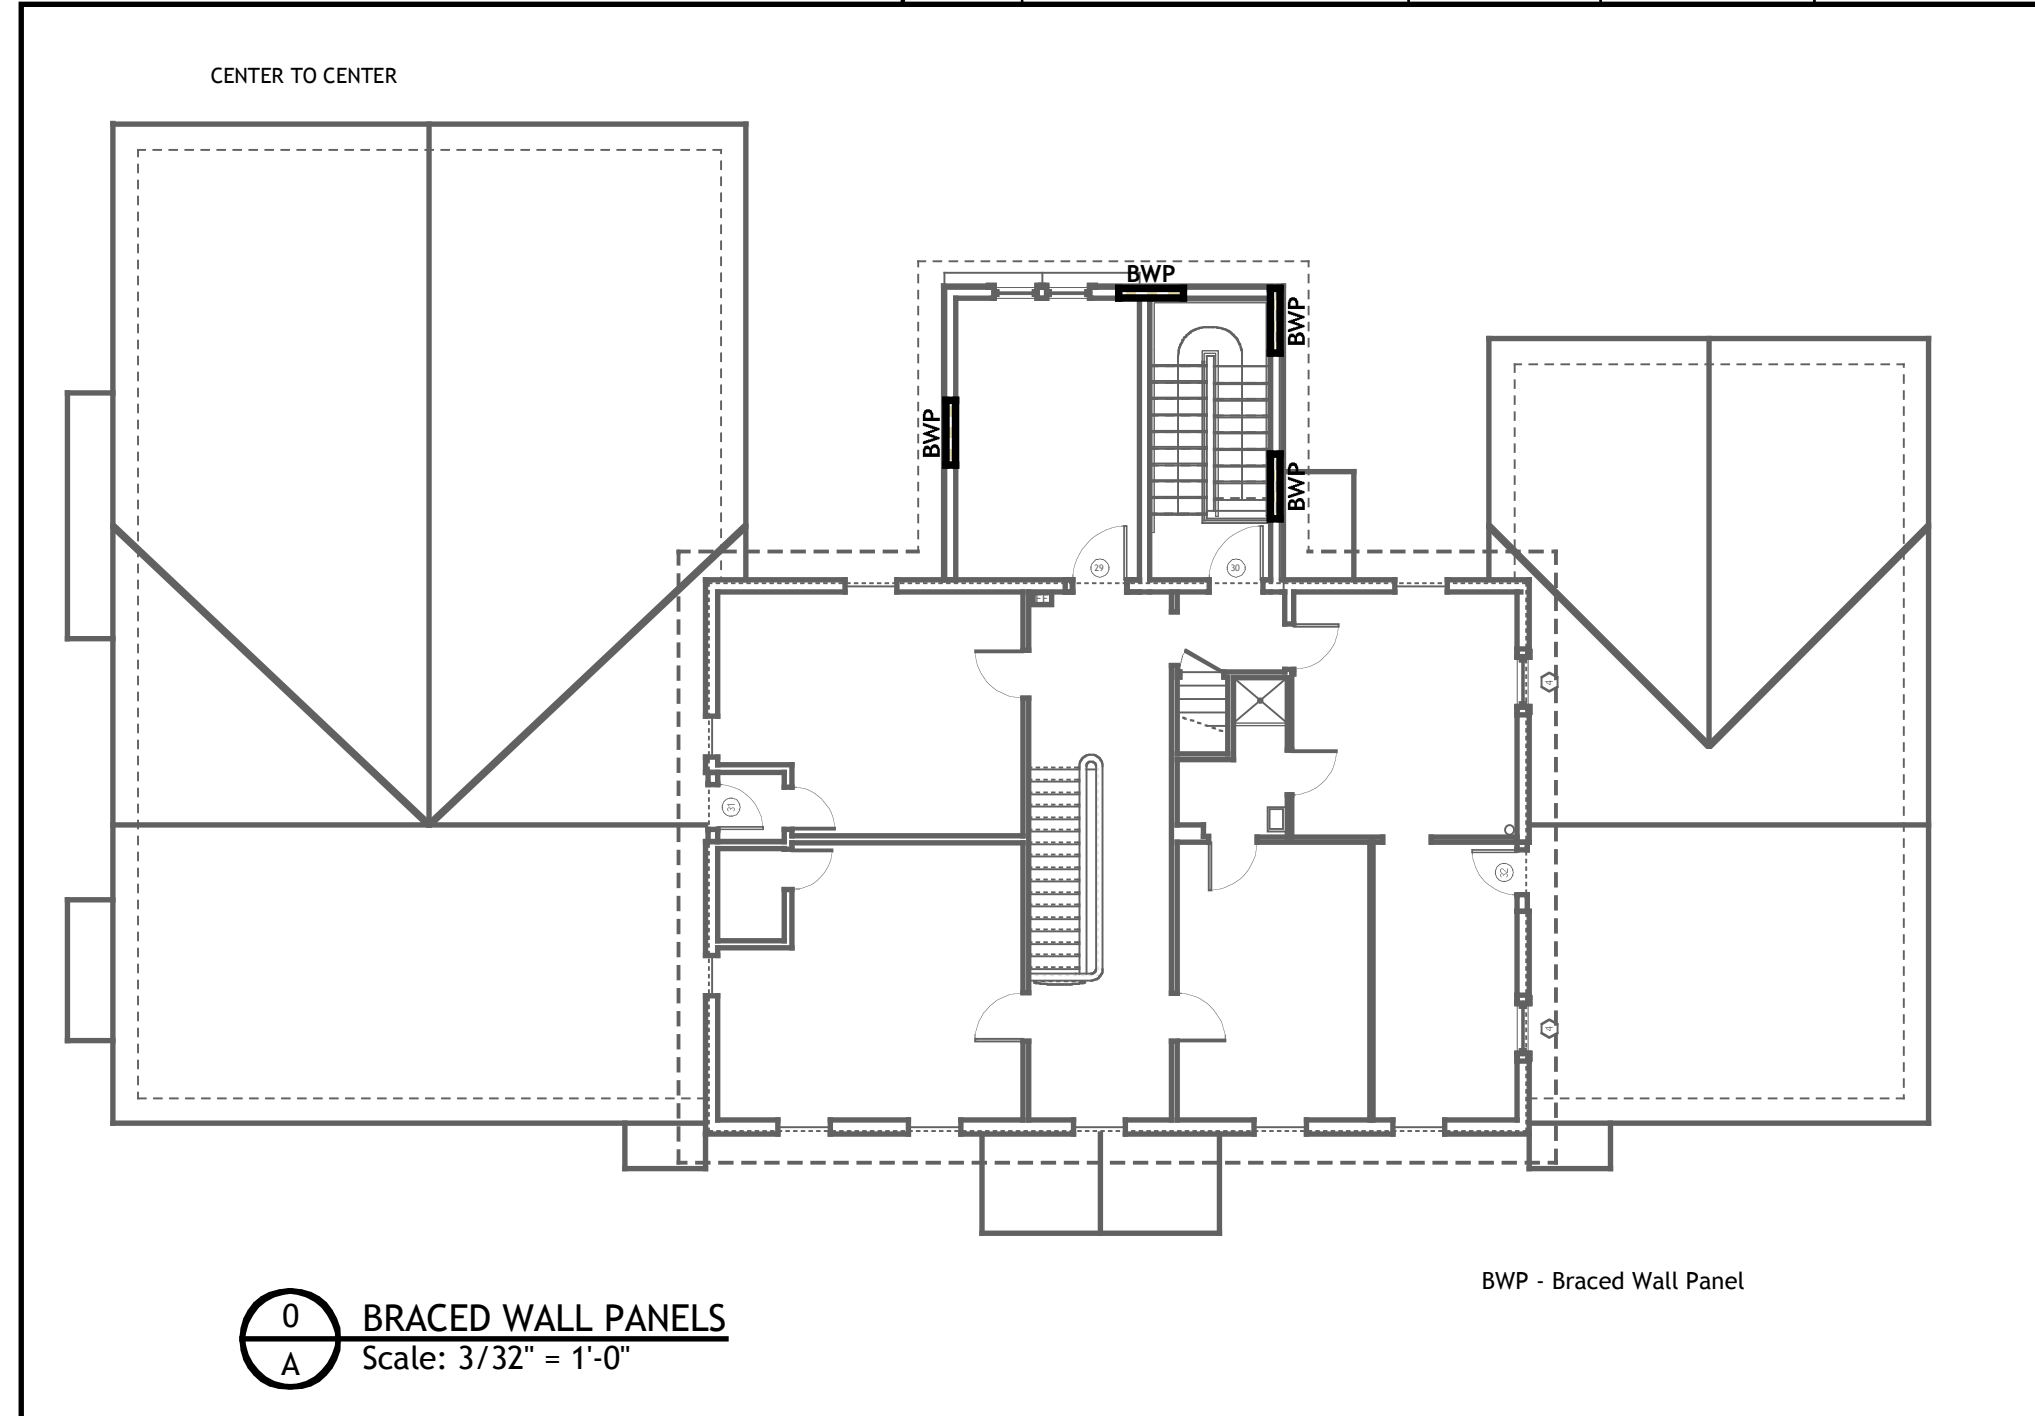 CENTER TO CENTER
BWP
BWP
BWP
BWP
29
30
4
31
32
4
BWP - Braced Wall Panel
0
A
BRACED WALL PANELS
Scale: 3/32" = 1'-0"